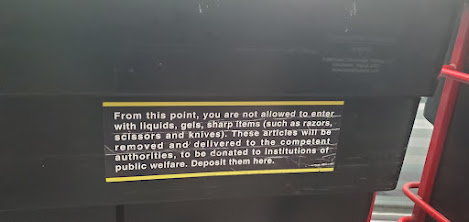 From this point, you are not allowed to enter
with liquids, gels, sharp items (such as razors,
scissors and knives). These articles will be
removed and delivered to the competent
authorities, to be donated to institutions of
public welfare. Deposit them here.